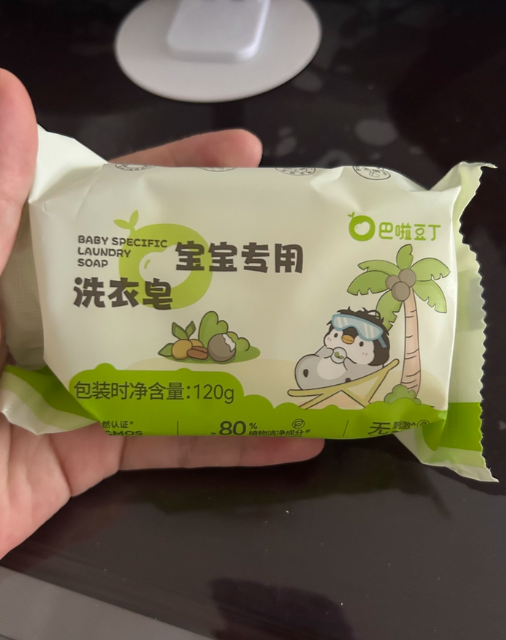 巴啦豆丁
BABY SPECIFIC
LAUNDRY
SOAP
宝宝专用
洗衣皂
包装时净含量:120g
80%
无